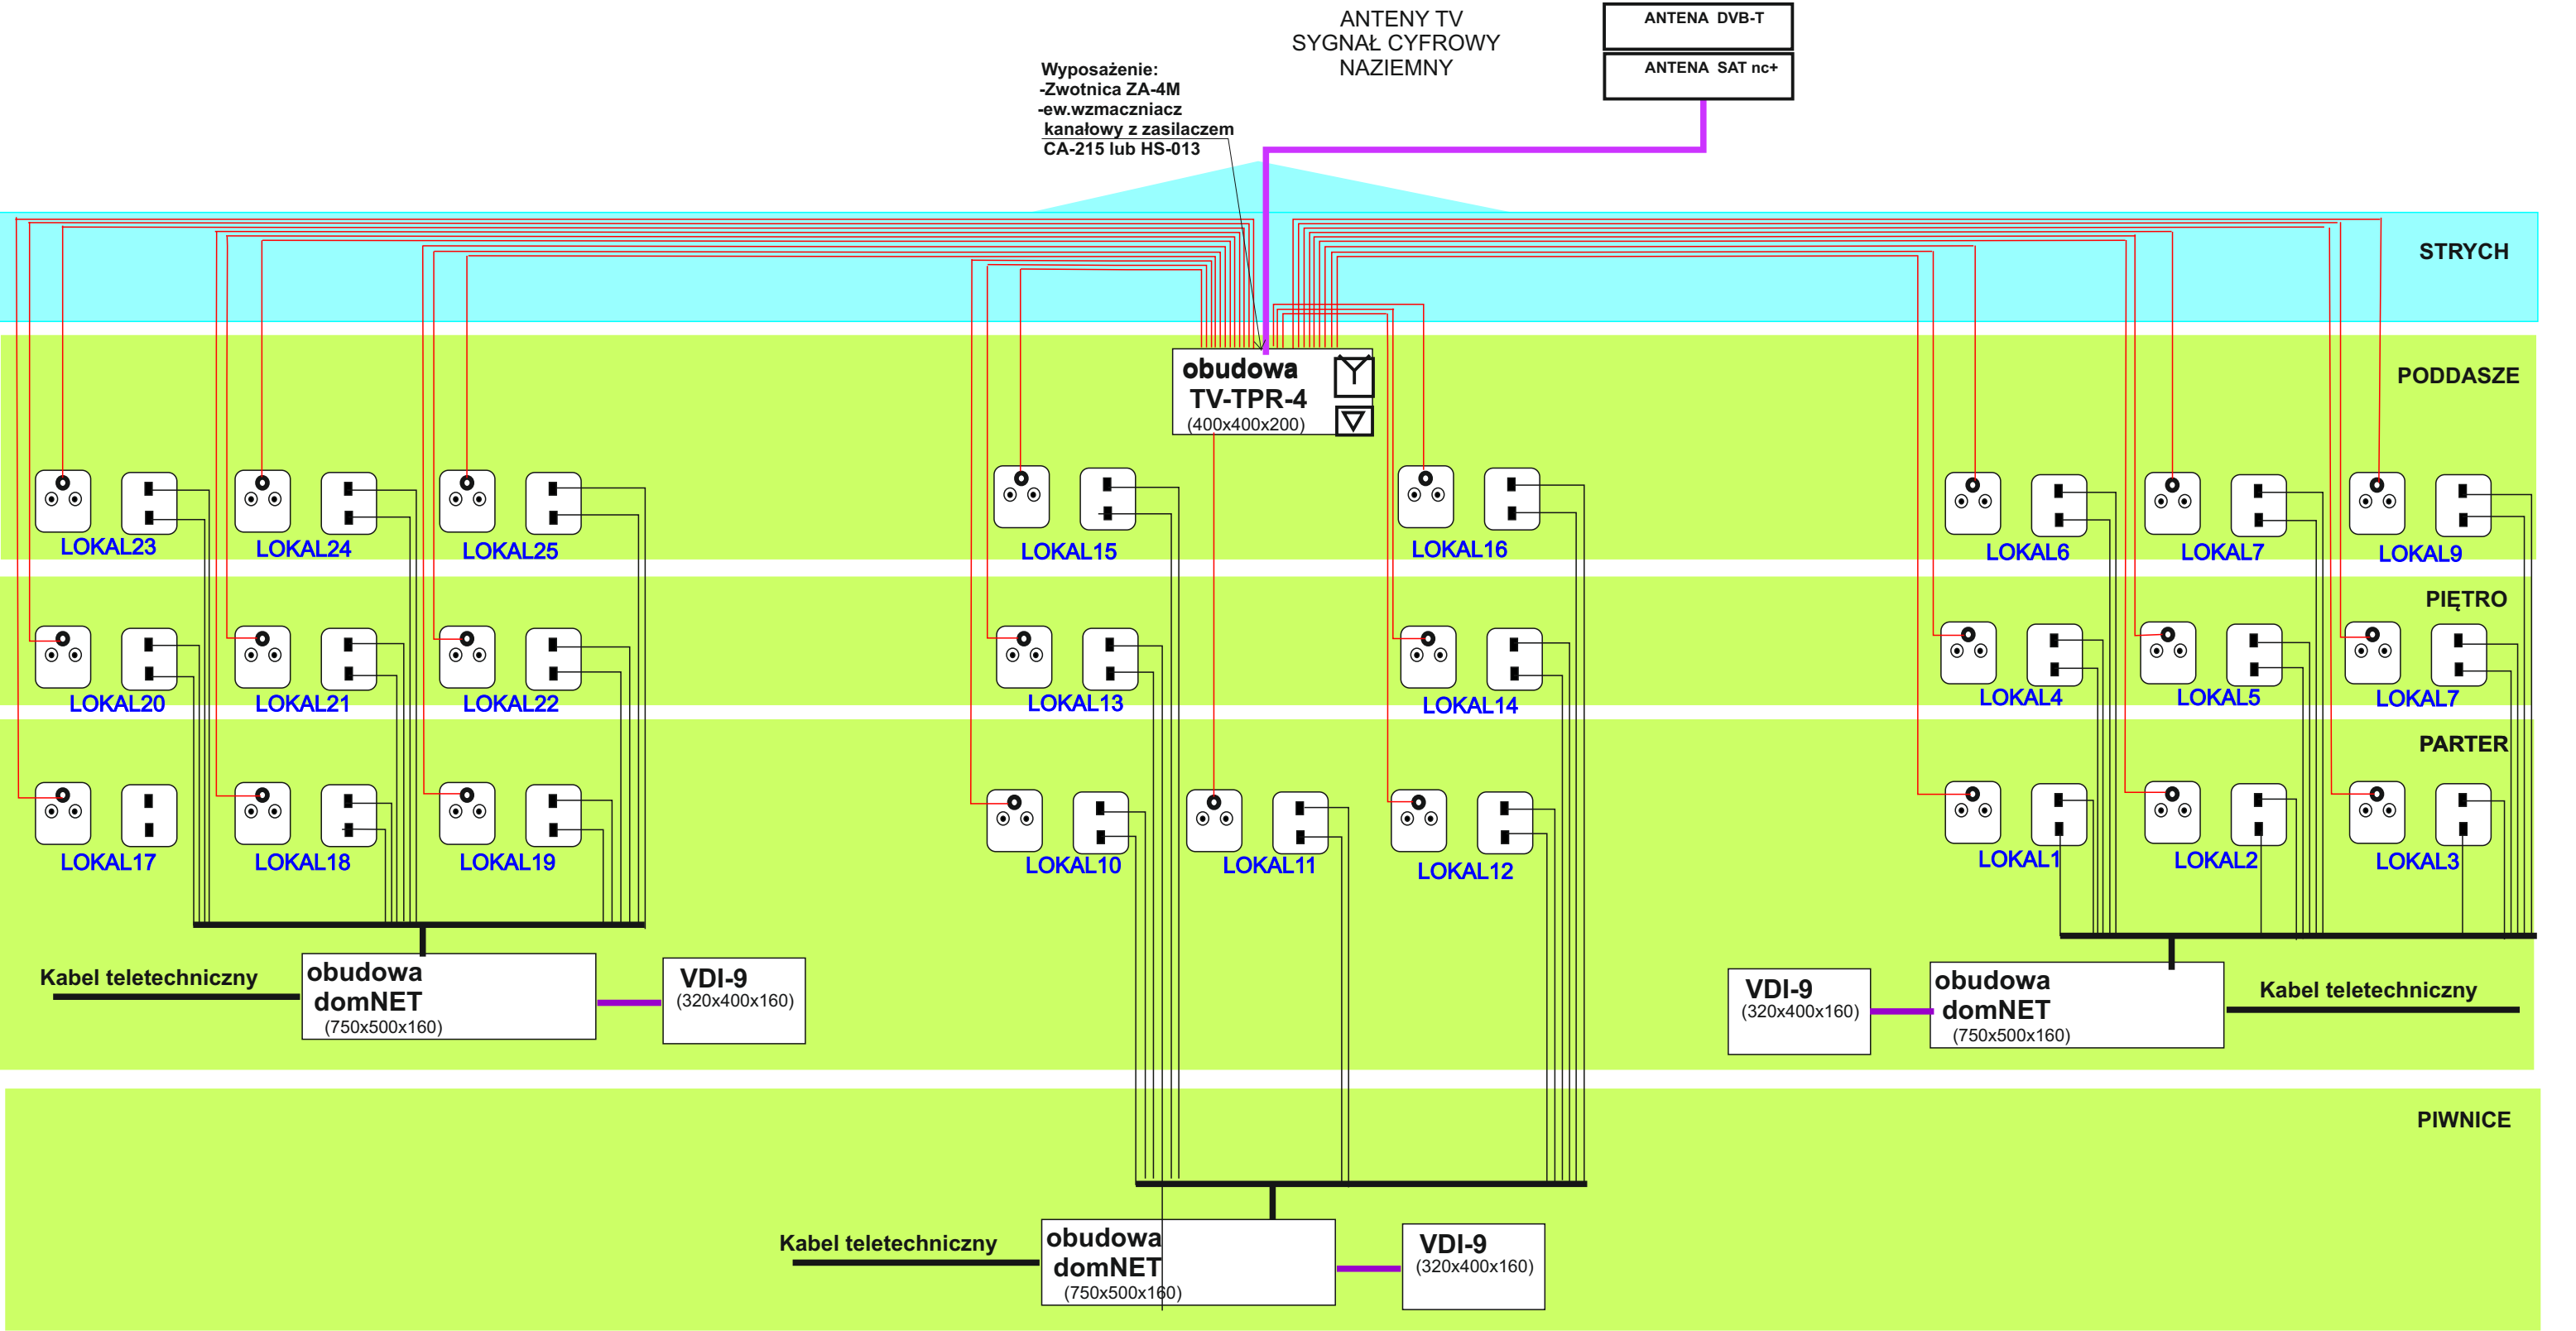 ANTENY TV
SYGNAŁ CYFROWY
NAZIEMNY
ANTENA DVB-T
ANTENA SAT nc+
Wyposażenie:
-Zwotnica ZA-4M
-ew.wzmaczniacz
kanałowy z zasilaczem
CA-215 lub HS-013
STRYCH
PODDASZE
obudowa
TV-TPR-4
(400x400x200)
LOKAL23
LOKAL24
LOKAL25
LOKAL15
LOKAL16
LOKAL6
LOKAL7
LOKAL9
PIĘTRO
LOKAL20
LOKAL21
LOKAL22
LOKAL13
LOKAL14
LOKAL4
LOKAL5
LOKAL7
PARTER
LOKAL17
LOKAL18
LOKAL19
LOKAL10
LOKAL11
LOKAL12
LOKAL1
LOKAL2
LOKAL3
Kabel teletechniczny
obudowa
domNET
(750x500x160)
VDI-9
(320x400x160)
VDI-9
(320x400x160)
obudowa
domNET
(750x500x160)
Kabel teletechniczny
PIWNICE
Kabel teletechniczny
obudowa
domNET
(750x500x160)
VDI-9
(320x400x160)